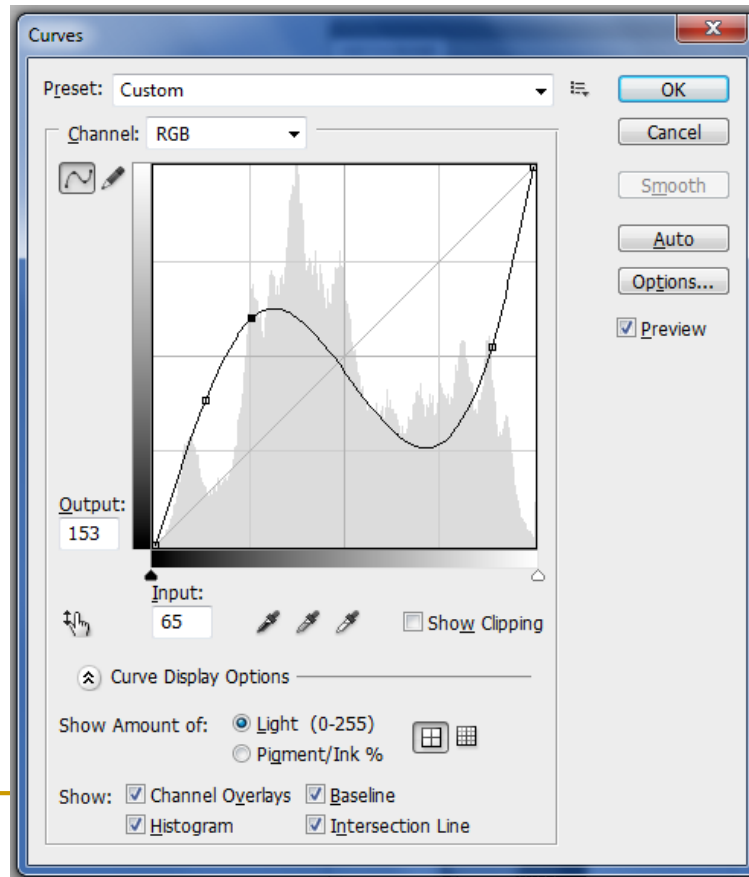 Curves
Preset: Custom
OK
Channel: RGB
Cancel
Smooth
Auto
Options...
Preview
Output:
153
Input:
65
Show Clipping
Curve Display Options
Show Amount of: Light (0-255)
Pigment/Ink %
Show: Channel Overlays Baseline
Histogram Intersection Line